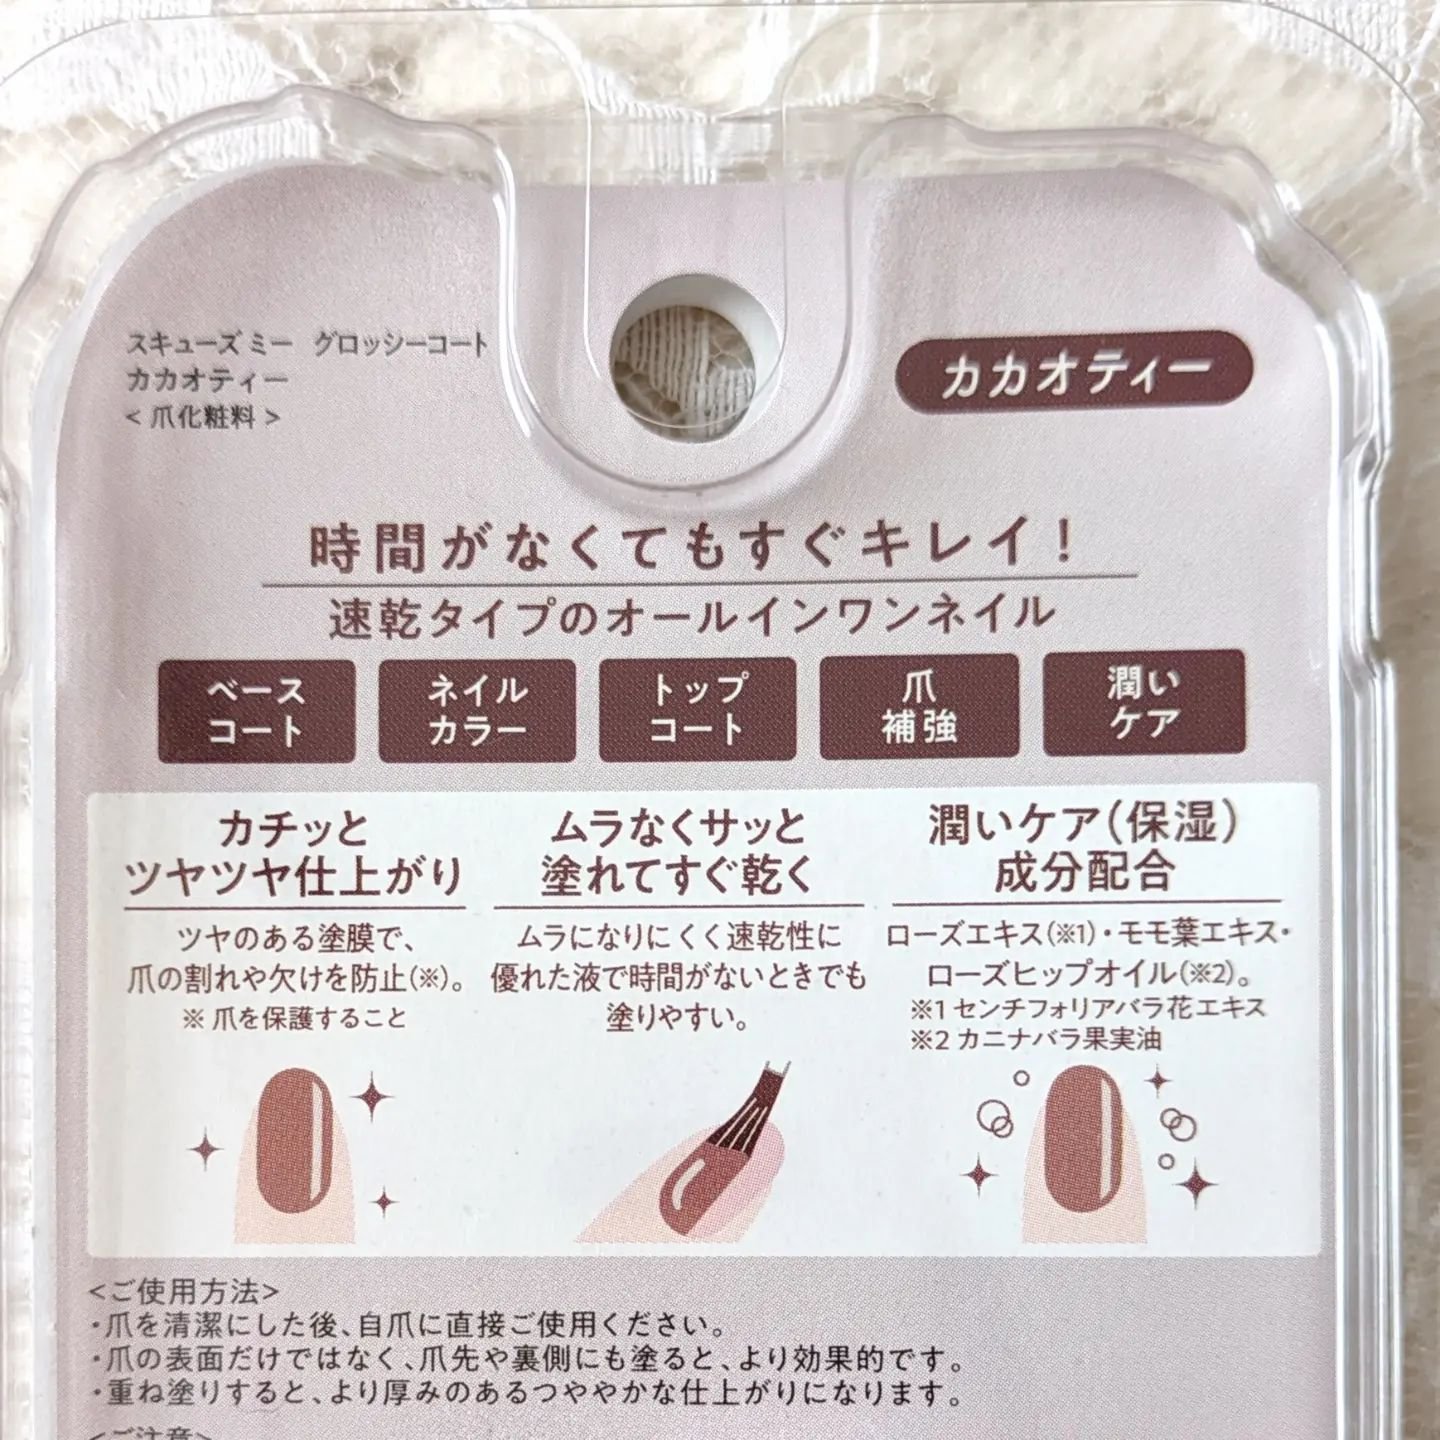 スキューズミー グロッシーコート
カカオティー
< 爪化粧料 >
カカオティー
時間がなくてもすぐキレイ!
速乾タイプのオールインワンネイル
ベース
コート
ネイル
カラー
トップ
コート
爪
補強
潤い
ケア
カチッと
ツヤツヤ仕上がり
ツヤのある塗膜で、
爪の割れや欠けを防止(※)。
※ 爪を保護すること
ムラなくサッと
塗れてすぐ乾く
ムラになりにくく速乾性に
優れた液で時間がないときでも
塗りやすい。
潤いケア(保湿)
成分配合
ローズエキス(※1)・モモ葉エキス・
ローズヒップオイル(※2)。
※1 センチフォリアバラ花エキス
※2 カニナバラ果実油
<ご使用方法>
・爪を清潔にした後、自爪に直接ご使用ください。
・爪の表面だけではなく、爪先や裏側にも塗ると、より効果的です。
・重ね塗りすると、より厚みのあるつややかな仕上がりになります。
<ご注意>